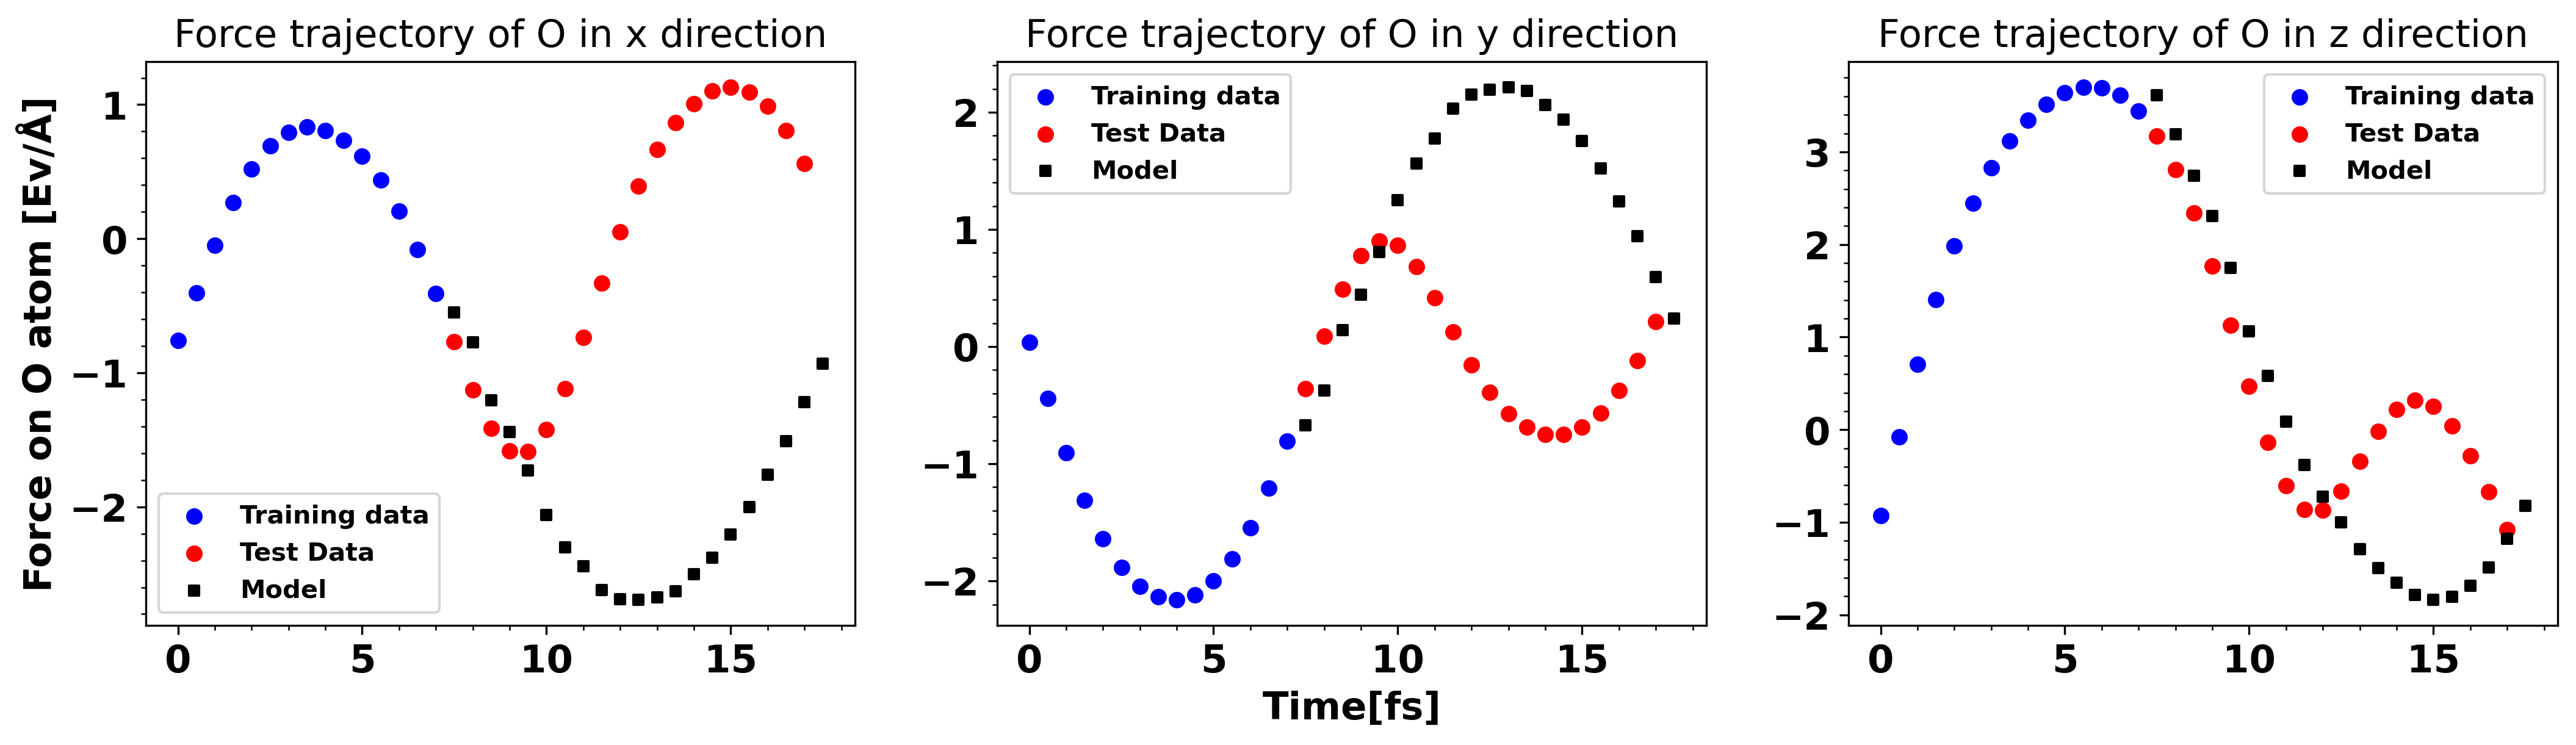 Force trajectory of O in x direction
Force on O atom [Ev/Å]
1
0
−1
−2
0
5
10
15
Training data
Test Data
Model
Force trajectory of O in y direction
2
1
0
−1
−2
0
5
10
15
Training data
Test Data
Model
Time[fs]
Force trajectory of O in z direction
3
2
1
0
−1
−2
0
5
10
15
Training data
Test Data
Model